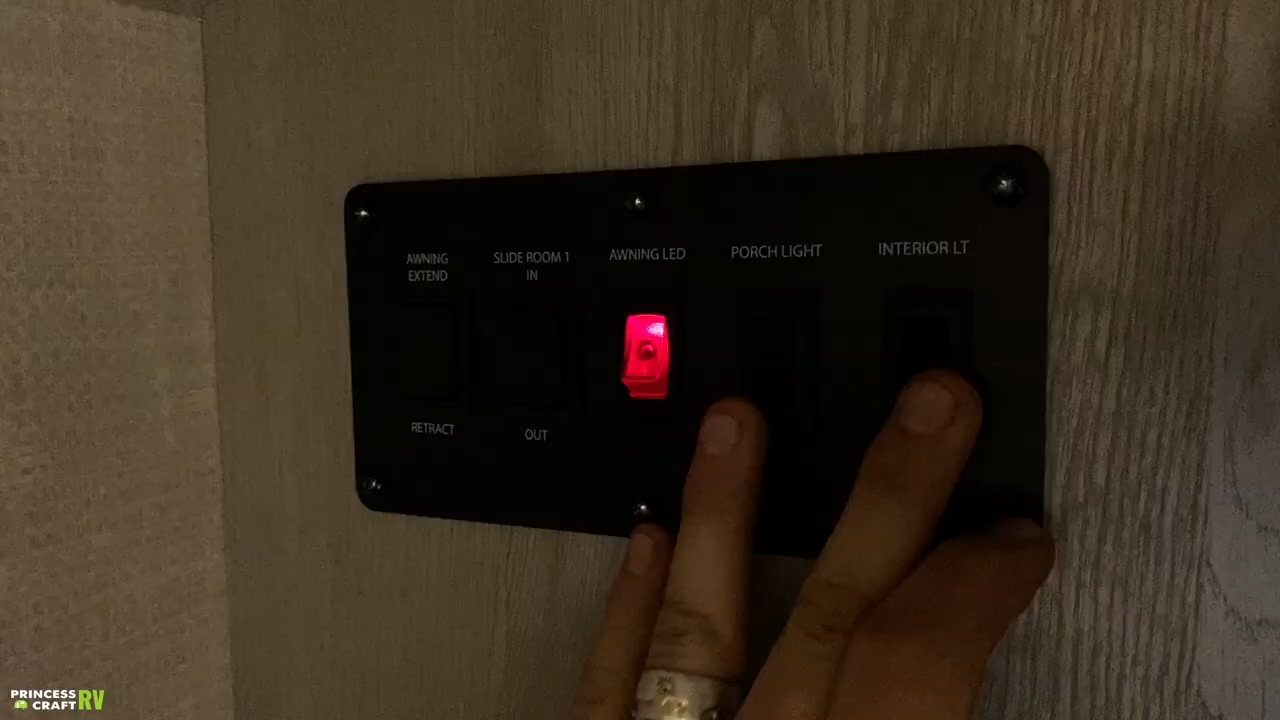 AWNING
EXTEND
SLIDE ROOM 1
IN
AWNING LED
PORCH LIGHT
INTERIOR LT
RETRACT
OUT
PRINCESS
CRAFT RV